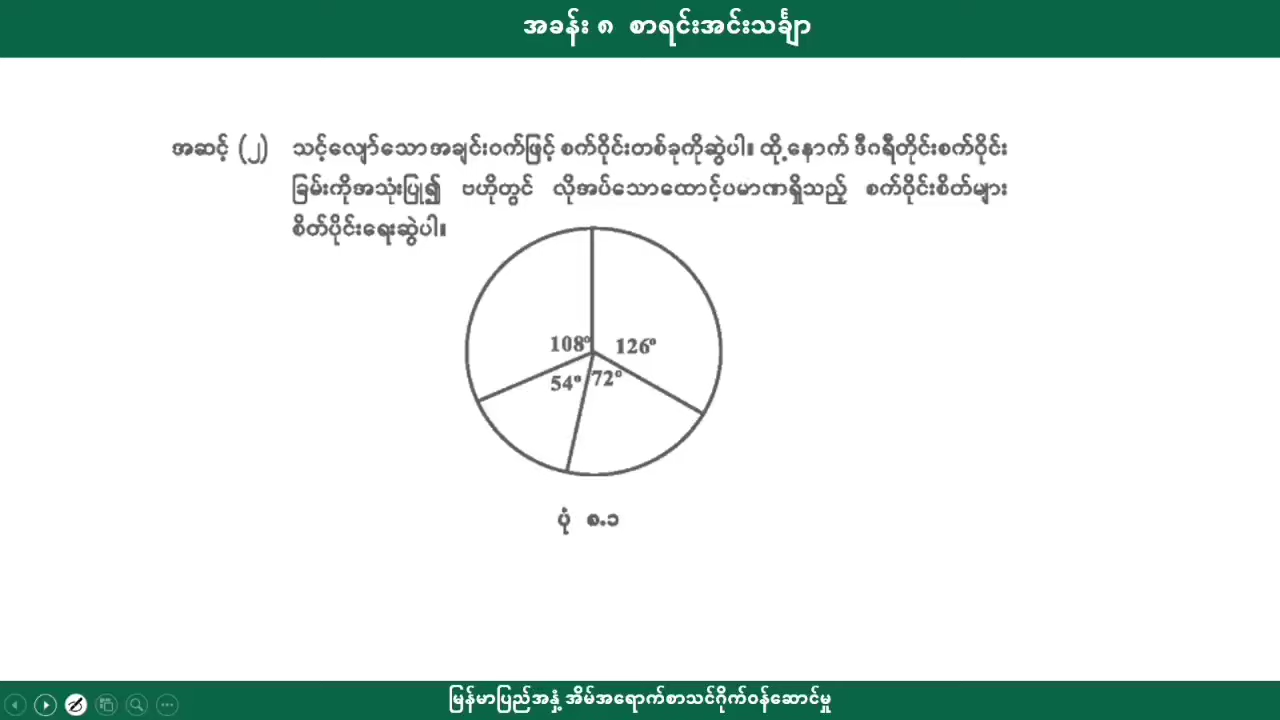 အခန်း ၈ စာရင်းအင်းသင်္ချာ
အဆင့် (၂) သင့်လျော်သော အချင်းဝက်ဖြင့် စက်ဝိုင်းတစ်ခုကိုဆွဲပါ။ ထို့နောက် ဒီဂရီတိုင်းစက်ဝိုင်း
ခြမ်းကိုအသုံးပြု၍ ဗဟိုတွင် လိုအပ်သောထောင့်ပမာဏရှိသည့် စက်ဝိုင်းစိတ်များ
စိတ်ပိုင်းရေးဆွဲပါ။
108° 126°
54° 72°
ပုံ ၈.၁
မြန်မာပြည်အနှံ့ အိမ်အရောက်စာသင်ဂိုက်ဝန်ဆောင်မှု